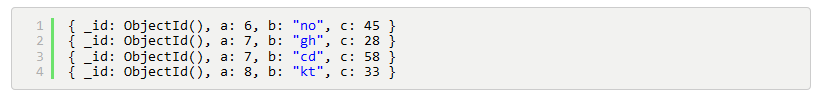 1 { _id: ObjectId(), a: 6, b: "no", c: 45 }
2 { _id: ObjectId(), a: 7, b: "gh", c: 28 }
3 { _id: ObjectId(), a: 7, b: "cd", c: 58 }
4 { _id: ObjectId(), a: 8, b: "kt", c: 33 }